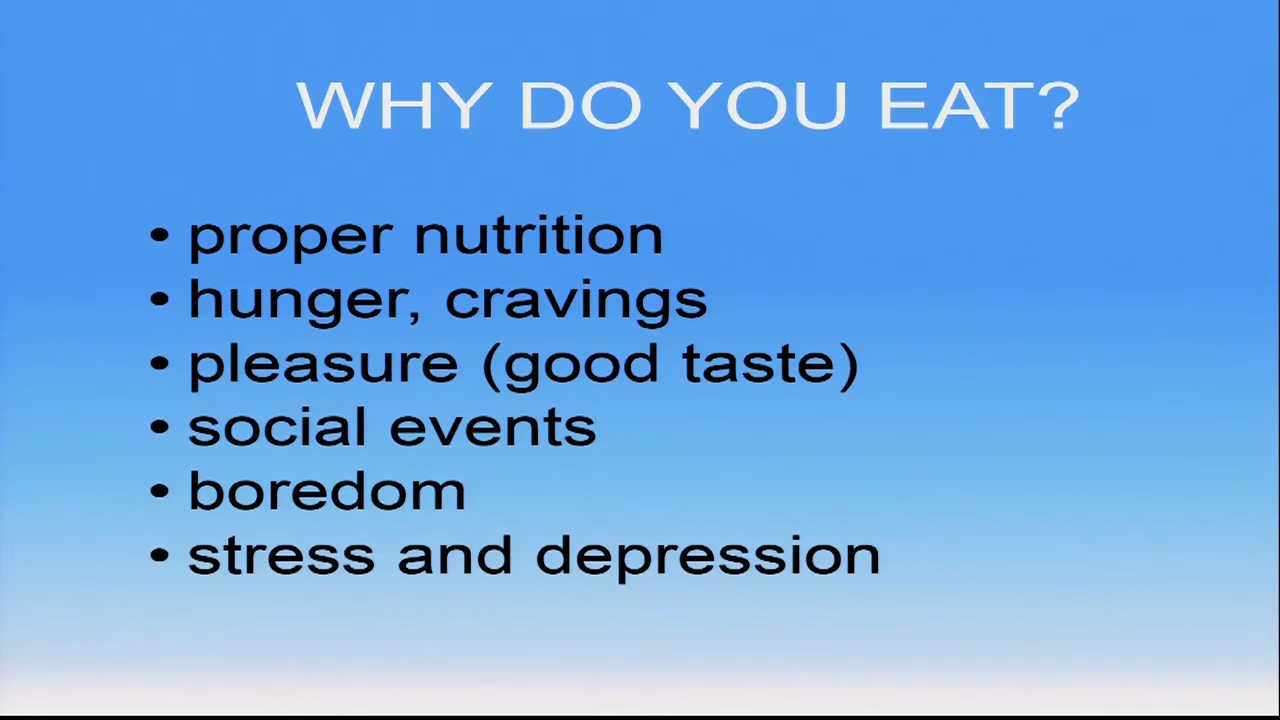 WHY DO YOU EAT?
• proper nutrition
• hunger, cravings
• pleasure (good taste)
• social events
• boredom
• stress and depression